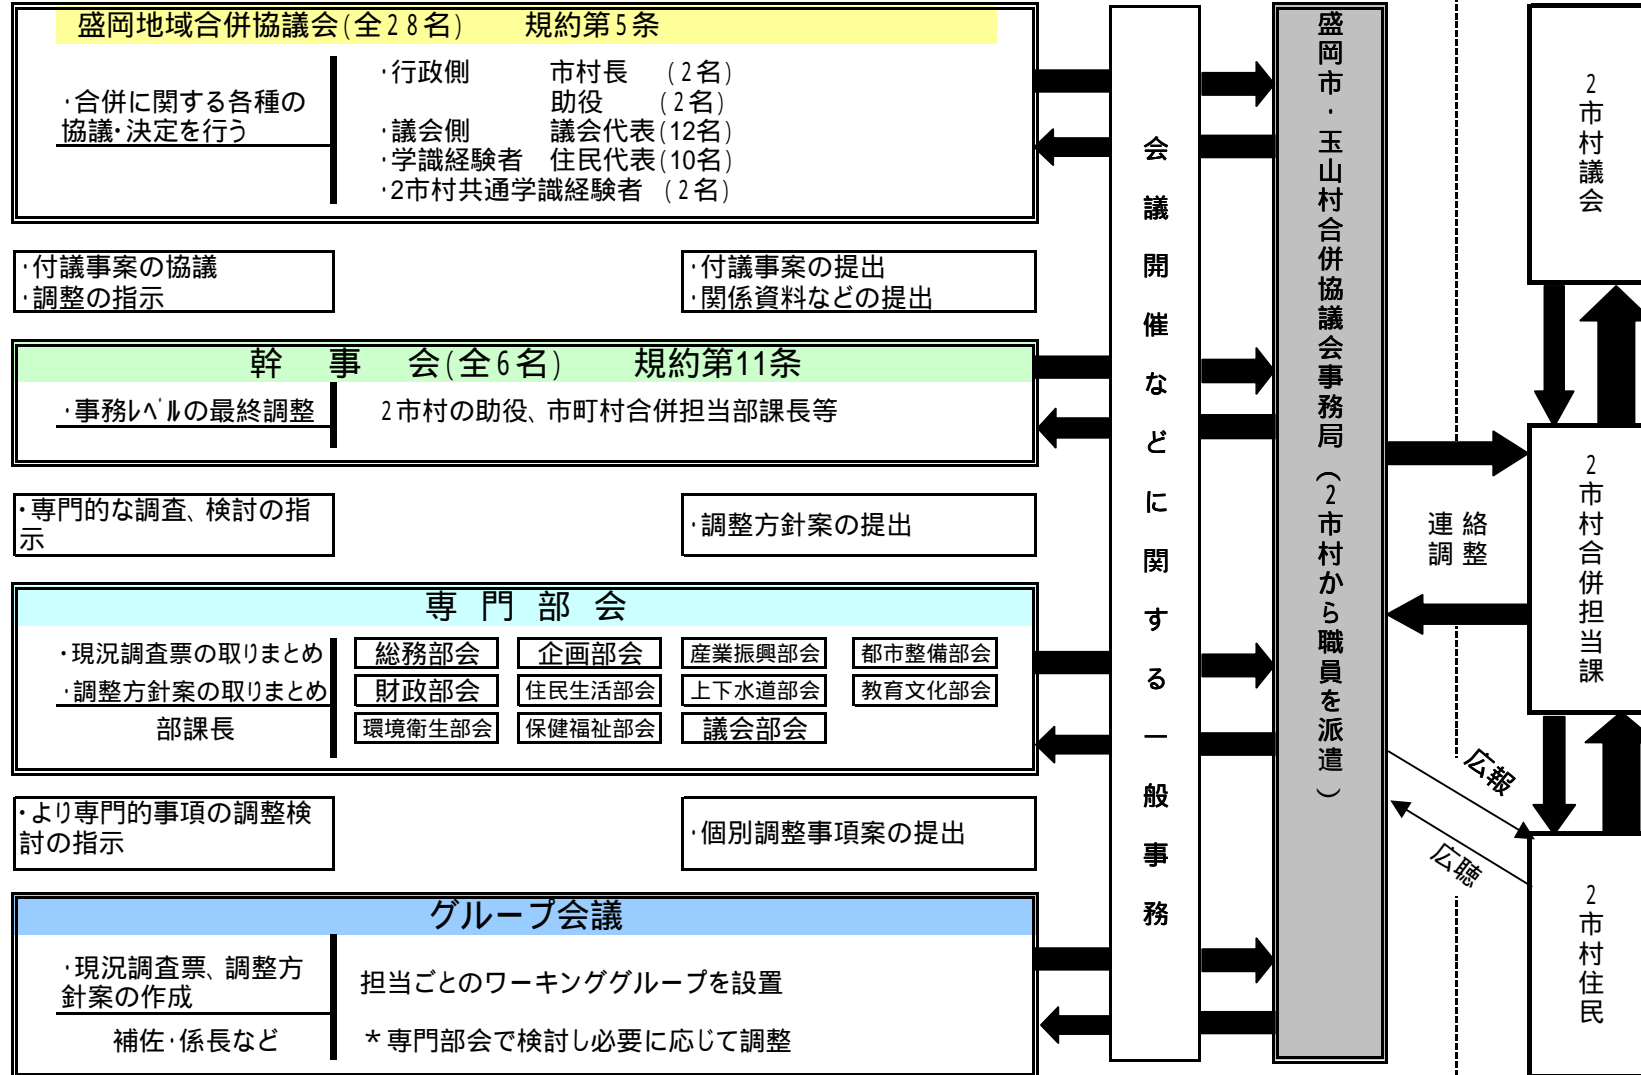 盛岡地域合併協議会(全28名)　規約第5条
・合併に関する各種の
協議・決定を行う
・行政側　市村長　(2名)
助役　(2名)
・議会側　議会代表(12名)
・学識経験者　住民代表(10名)
・2市村共通学識経験者　(2名)
・付議事案の協議
・調整の指示
・付議事案の提出
・関係資料などの提出
幹　事　会(全6名)　規約第11条
・事務ﾚﾍﾞﾙの最終調整
2市村の助役、市町村合併担当部課長等
・専門的な調査、検討の指
示
・調整方針案の提出
専 門 部 会
・現況調査票の取りまとめ
・調整方針案の取りまとめ
部課長
総務部会　企画部会　産業振興部会　都市整備部会
財政部会　住民生活部会　上下水道部会　教育文化部会
環境衛生部会　保健福祉部会　議会部会
・より専門的事項の調整検
討の指示
・個別調整事項案の提出
グループ会議
・現況調査票、調整方
針案の作成
補佐・係長など
担当ごとのワーキンググループを設置
＊専門部会で検討し必要に応じて調整
会議開催などに関する一般事務
盛岡市・玉山村合併協議会事務局(2市村から職員を派遣)
連絡
調整
広報
広聴
2市村議会
2市村合併担当課
2市村住民